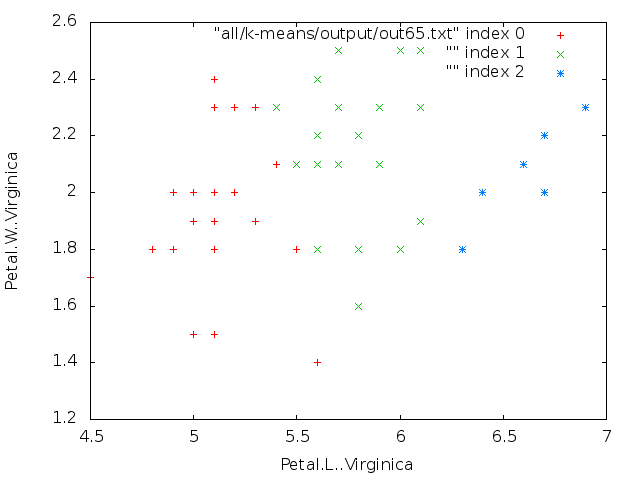 "all/k-means/output/out65.txt" index 0
"" index 1
"" index 2
2.6
2.4
2.2
2
1.8
1.6
1.4
1.2
4.5 5 5.5 6 6.5 7
Petal.W..Virginica
Petal.L..Virginica